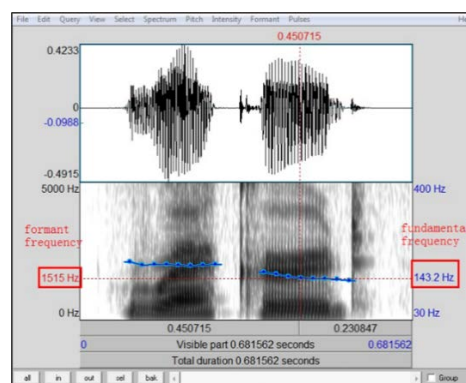 File Edit Query View Select Spectrum Pitch Intensity Formant Pulses
0.450715
0.4233
0
-0.0988
-0.4915
5000 Hz 400 Hz
formant
frequency
fundamental
frequency
1515 Hz 143.2 Hz
0 Hz 30 Hz
0.450715 0.230847
0 Visible part 0.681562 seconds 0.681562
Total duration 0.681562 seconds
all in out sel bak Group